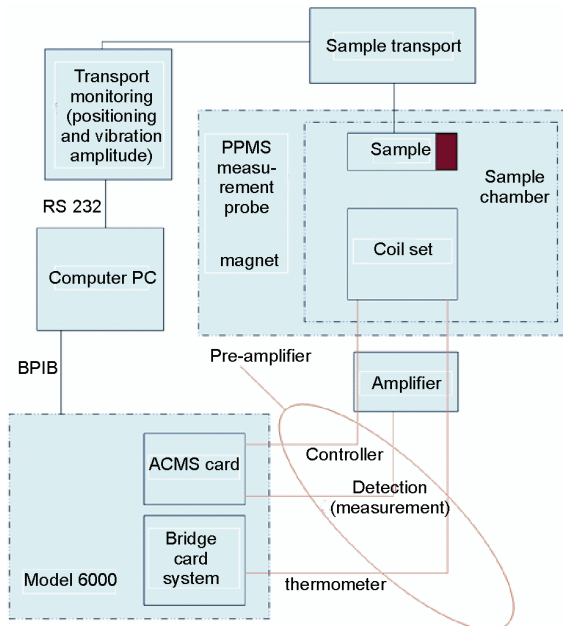 Sample transport
Transport
monitoring
(positioning
and vibration
amplitude)
PPMS
measu-
rement
probe
magnet
Sample
Sample
chamber
RS 232
Coil set
Computer PC
BPIB
Pre-amplifier
Amplifier
ACMS card
Controller
Detection
(measurement)
Bridge
card
system
Model 6000
thermometer